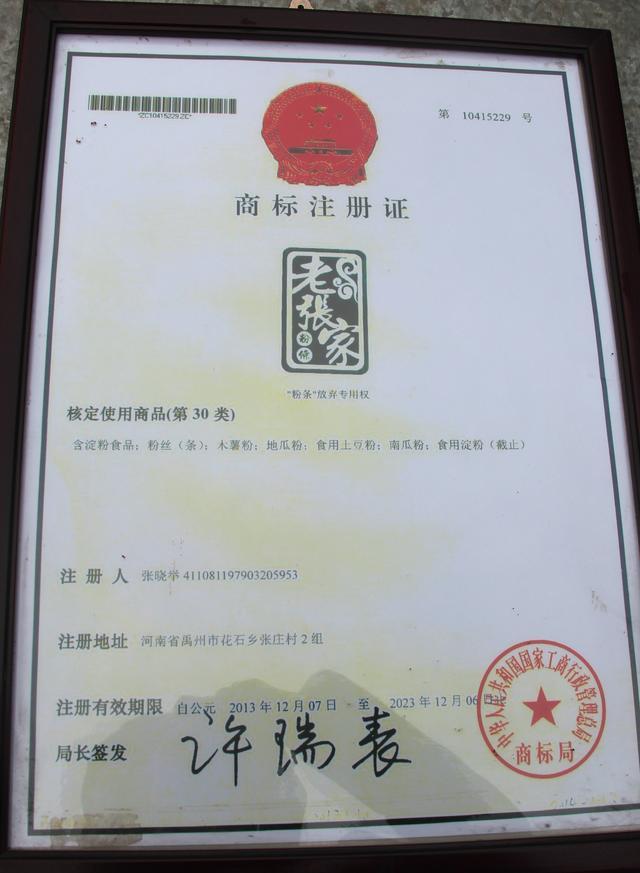 *ZC10415229ZC*
第 10415229 号
商标注册证
老張家
粉條
"粉条"放弃专用权
核定使用商品(第 30 类)
含淀粉食品；粉丝（条）；木薯粉；地瓜粉；食用土豆粉；南瓜粉；食用淀粉（截止）
注册人 张晓举 411081197903205953
注册地址 河南省禹州市花石乡张庄村 2 组
注册有效期限 自公元 2013 年 12 月 07 日 至 2023 年 12 月 06
局长签发 许瑞表
中华人民共和国国家工商行政管理总局
商标局